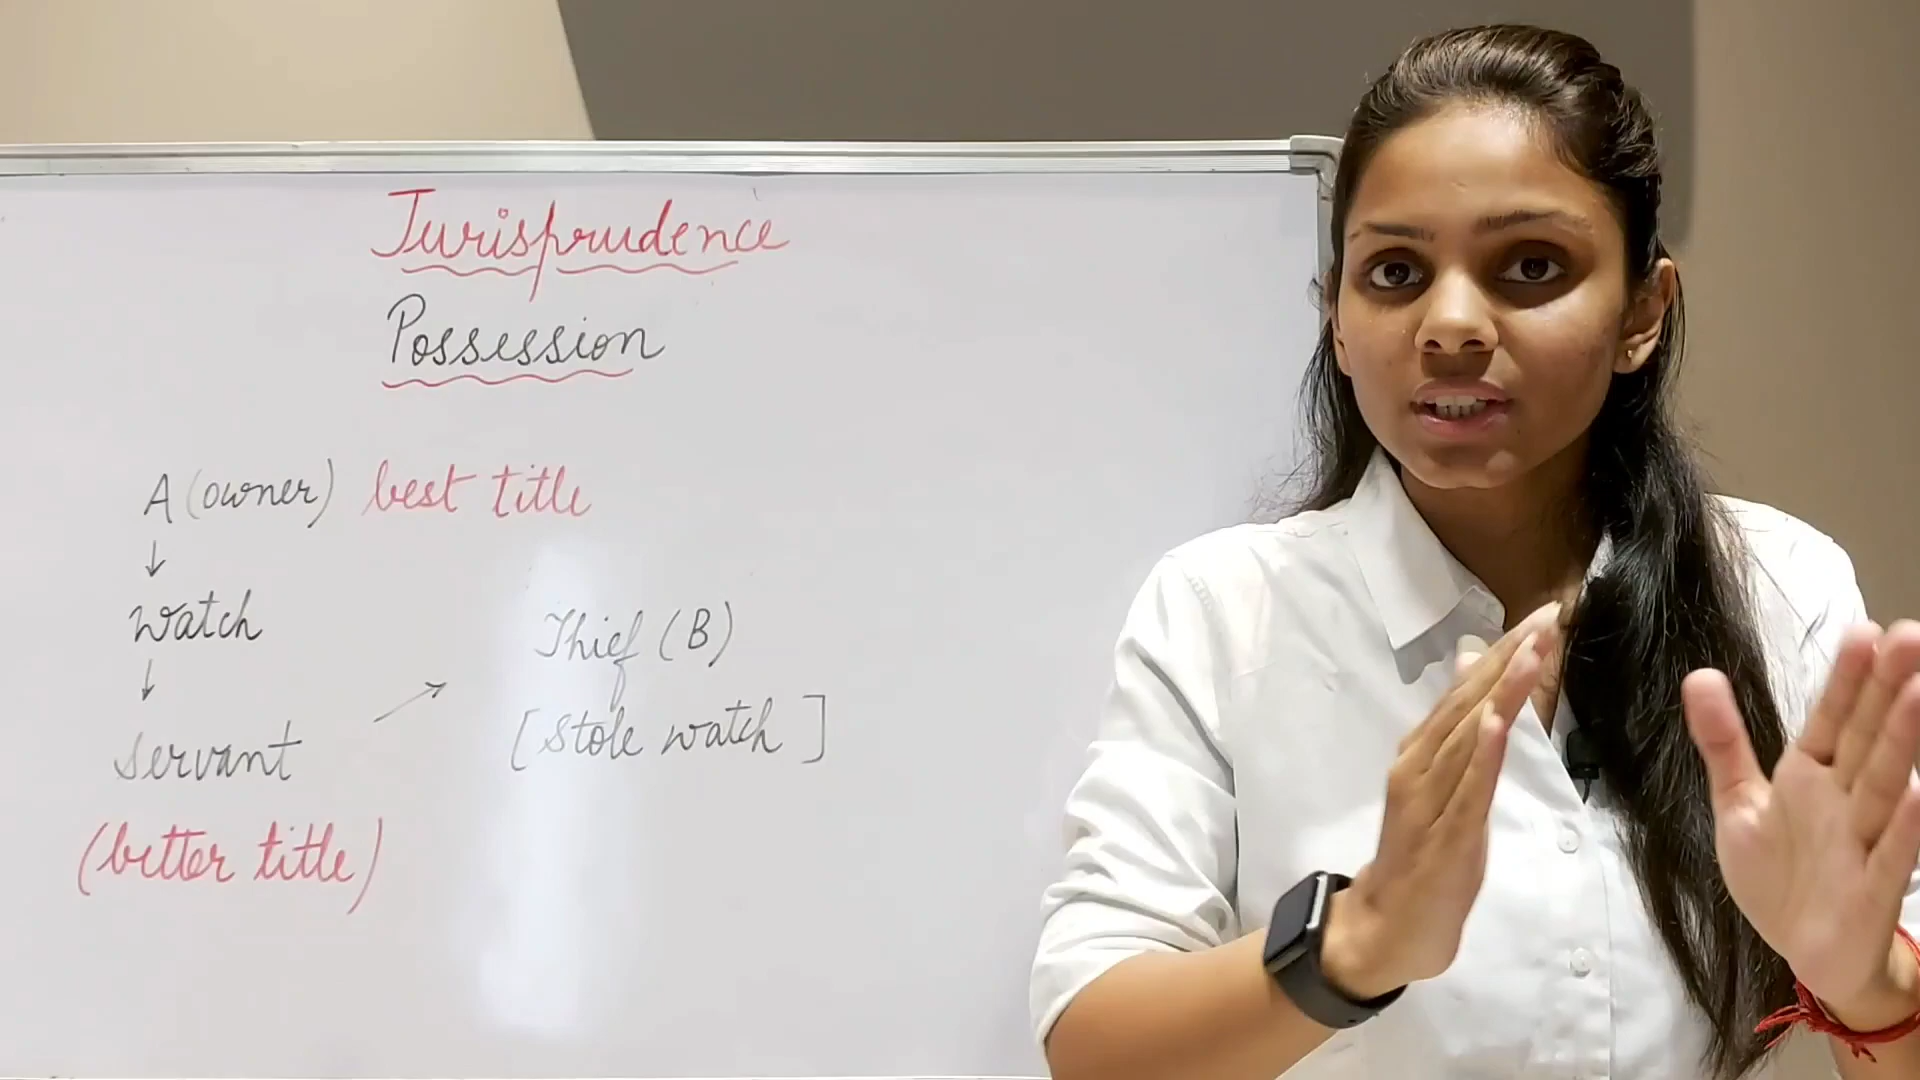 Jurisprudence
Possession
A (owner) best title
↓
Watch
↓
Servant
(better title)
Thief (B)
[Stole watch]